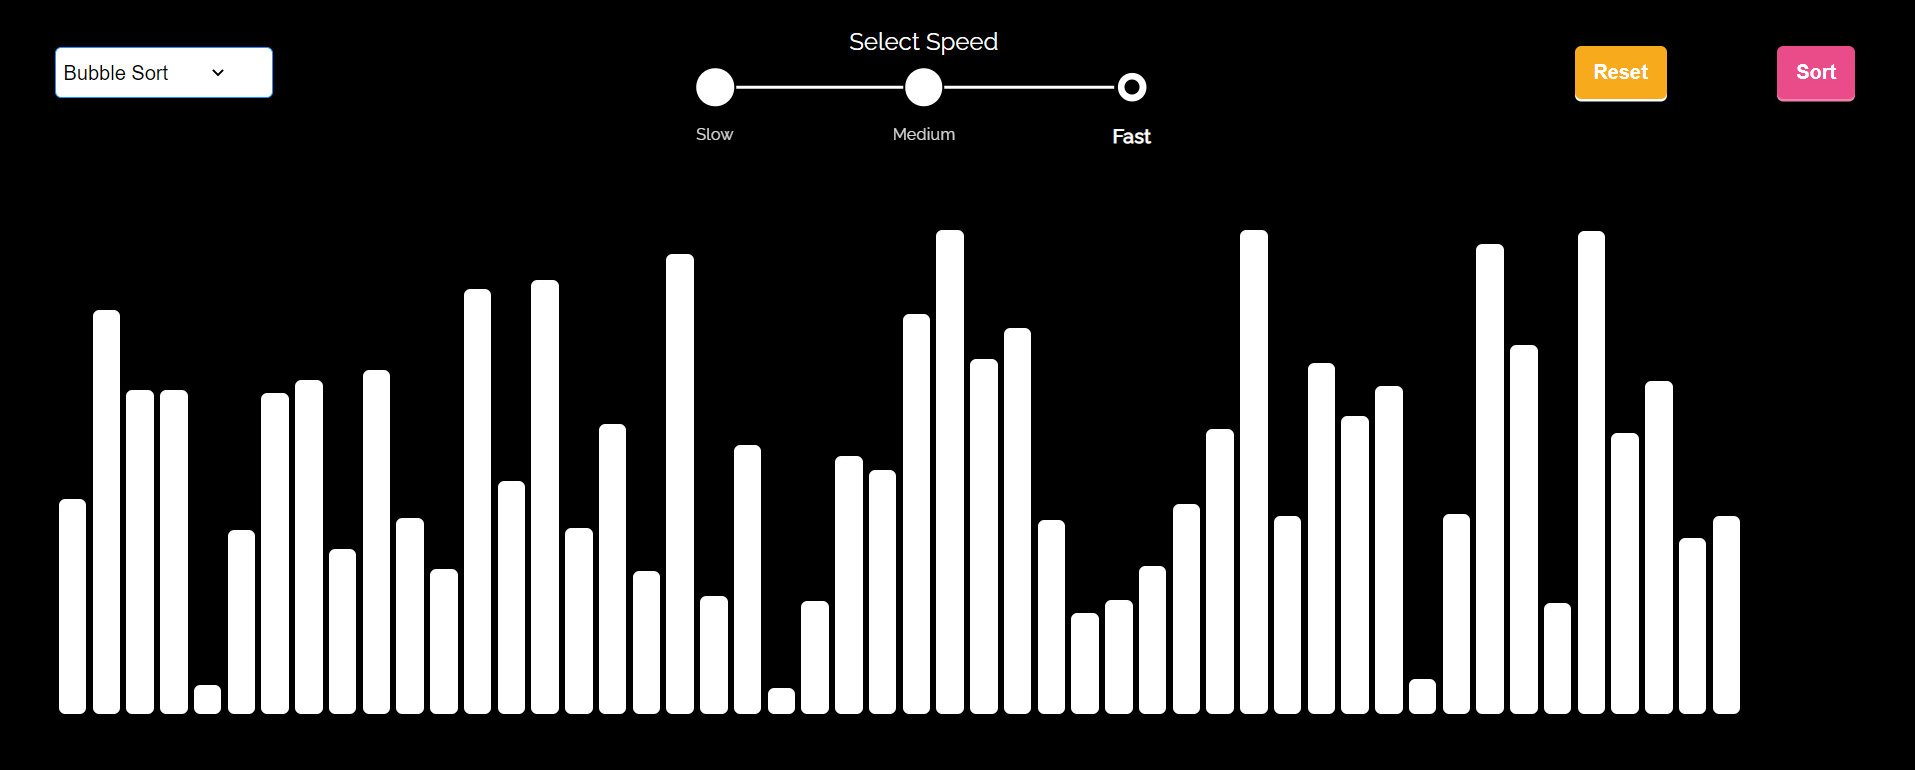 Select Speed
Bubble Sort
Reset
Sort
Slow
Medium
Fast